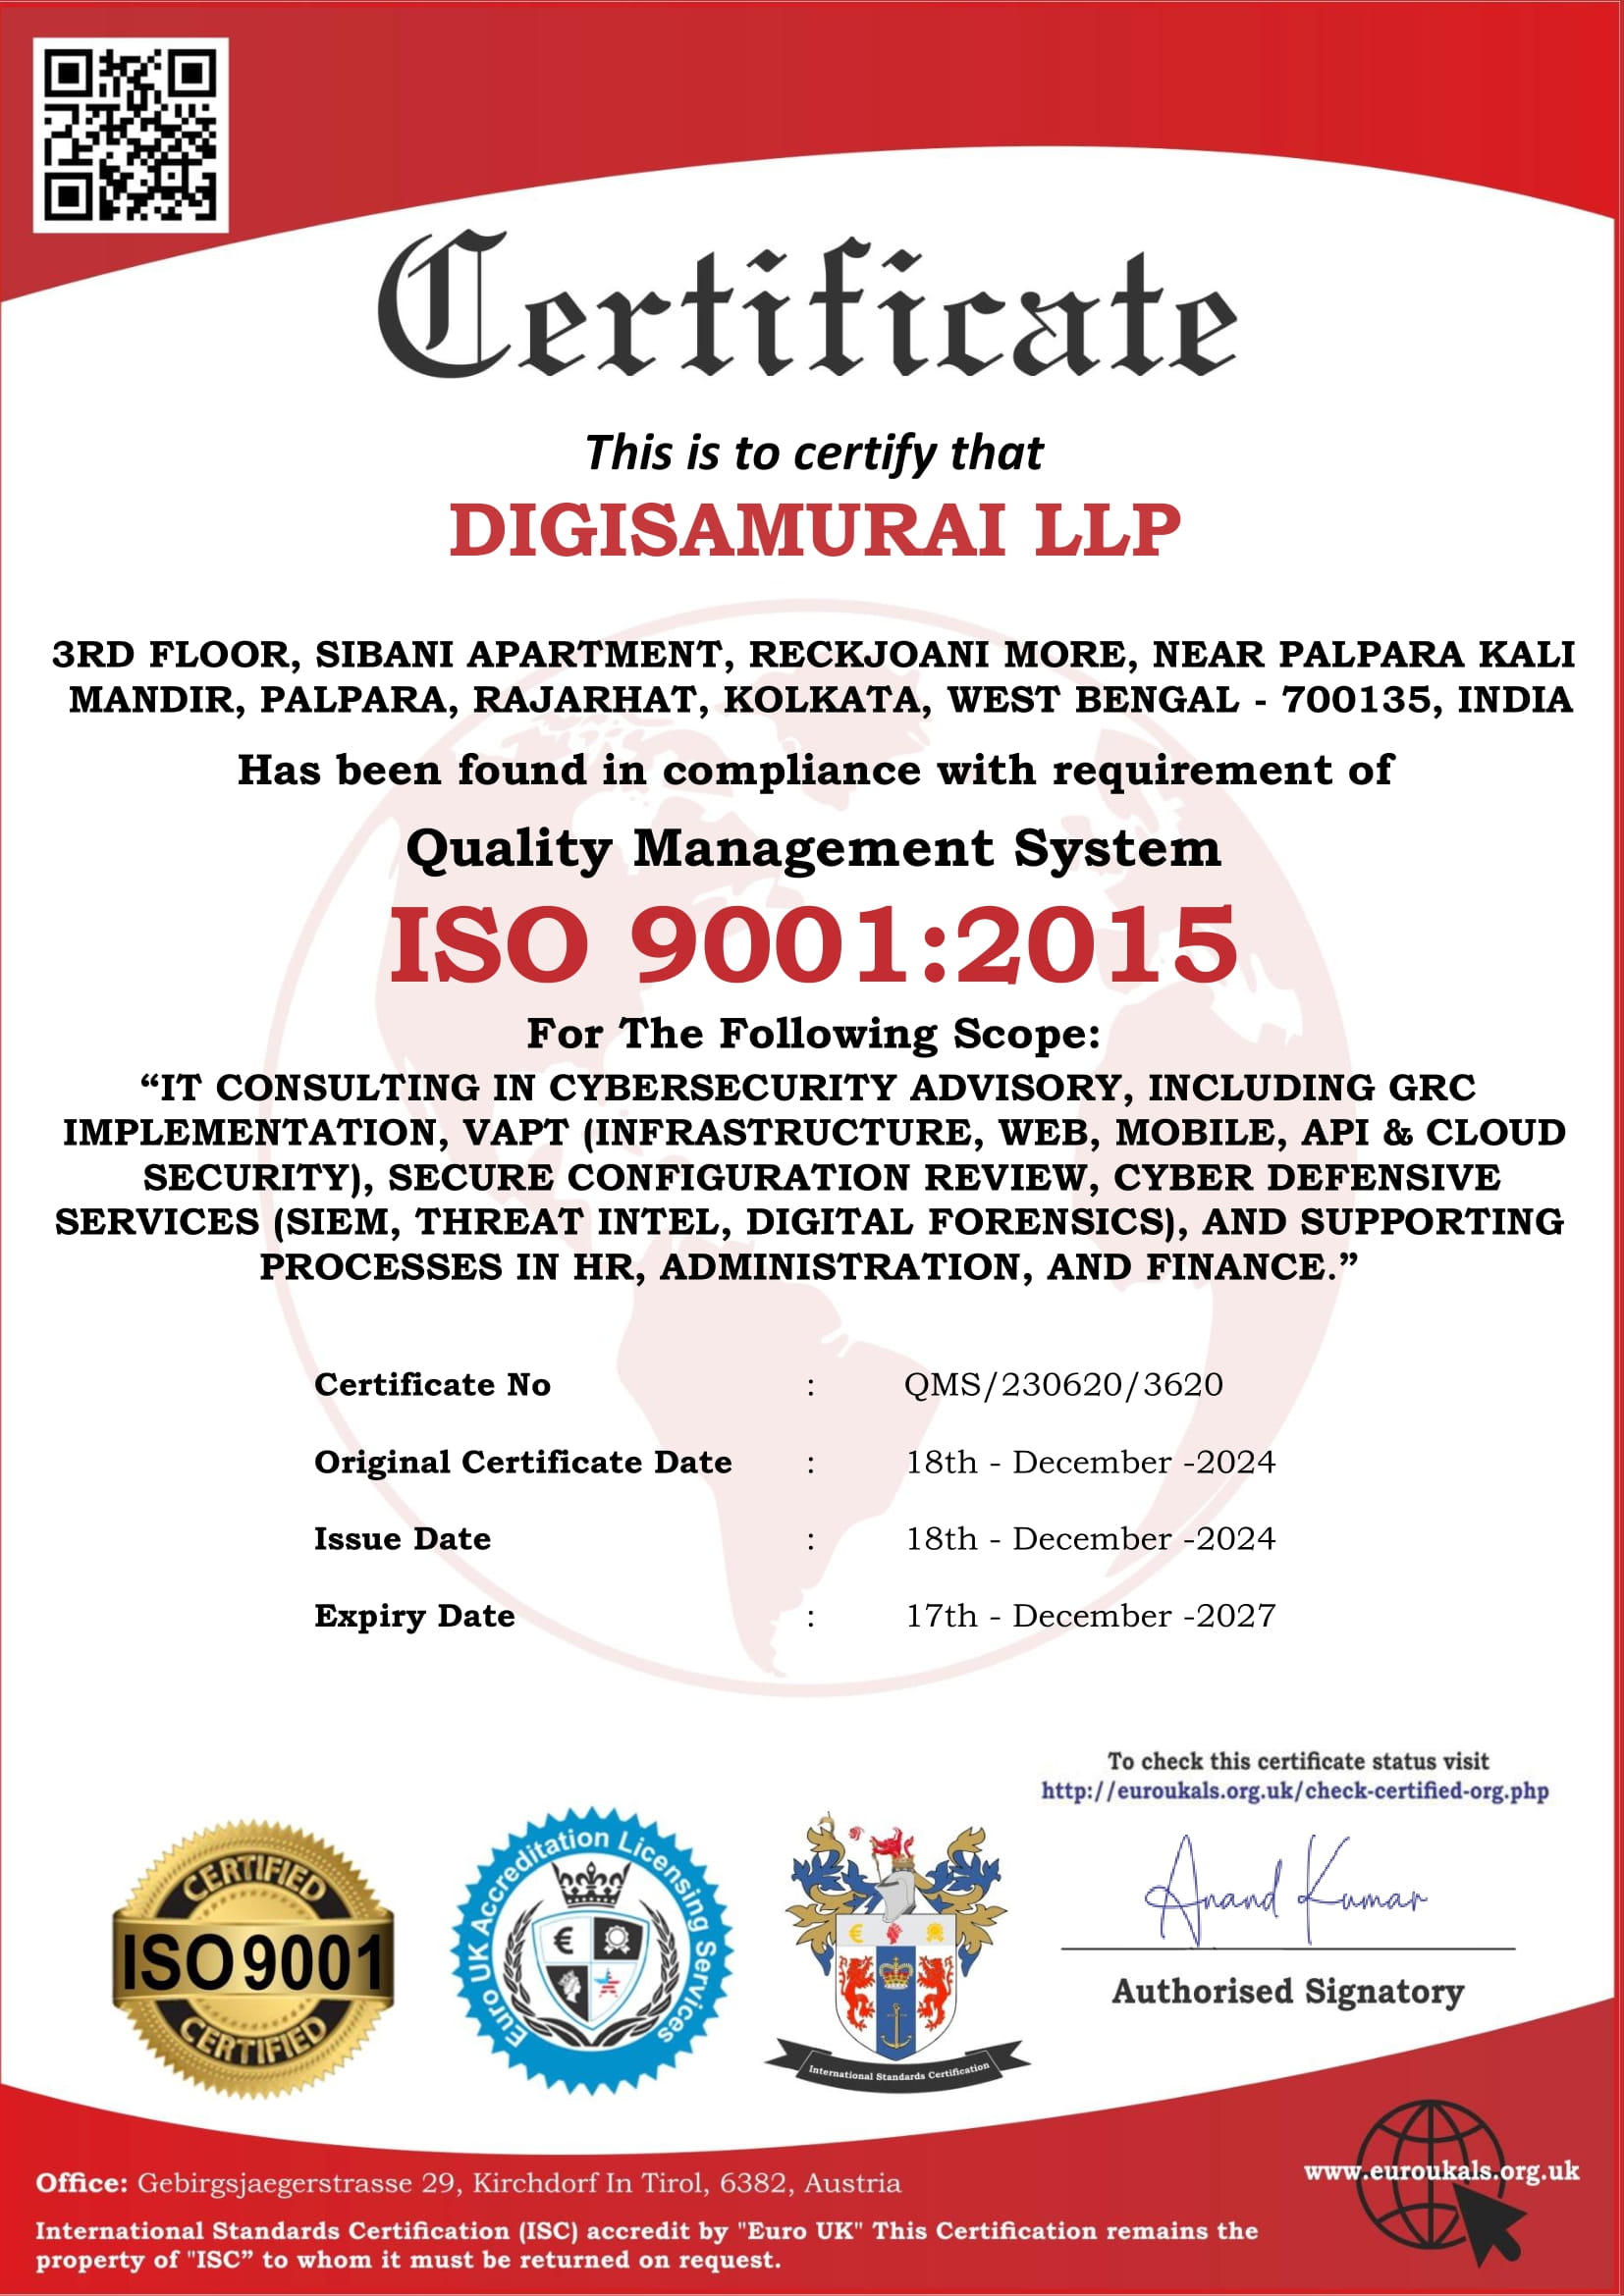 Certificate
This is to certify that
DIGISAMURAI LLP
3RD FLOOR, SIBANI APARTMENT, RECKJOANI MORE, NEAR PALPARA KALI
MANDIR, PALPARA, RAJARHAT, KOLKATA, WEST BENGAL - 700135, INDIA
Has been found in compliance with requirement of
Quality Management System
ISO 9001:2015
For The Following Scope:
“IT CONSULTING IN CYBERSECURITY ADVISORY, INCLUDING GRC
IMPLEMENTATION, VAPT (INFRASTRUCTURE, WEB, MOBILE, API & CLOUD
SECURITY), SECURE CONFIGURATION REVIEW, CYBER DEFENSIVE
SERVICES (SIEM, THREAT INTEL, DIGITAL FORENSICS), AND SUPPORTING
PROCESSES IN HR, ADMINISTRATION, AND FINANCE.”
Certificate No : QMS/230620/3620
Original Certificate Date : 18th - December -2024
Issue Date : 18th - December -2024
Expiry Date : 17th - December -2027
To check this certificate status visit
http://euroukals.org.uk/check-certified-org.php
CERTIFIED
ISO 9001
CERTIFIED
Euro UK Accreditation Licensing Services
€
€
International Standards Certification
Anand Kumar
Authorised Signatory
www.euroukals.org.uk
Office: Gebirgsjaegerstrasse 29, Kirchdorf In Tirol, 6382, Austria
International Standards Certification (ISC) accredit by "Euro UK" This Certification remains the
property of "ISC” to whom it must be returned on request.